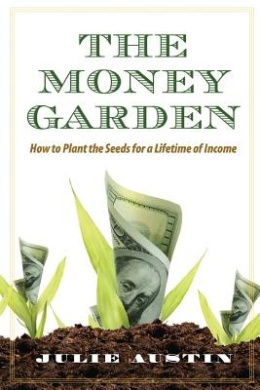 THE
MONEY
GARDEN
How to Plant the Seeds for a Lifetime of Income
JULIE AUSTIN